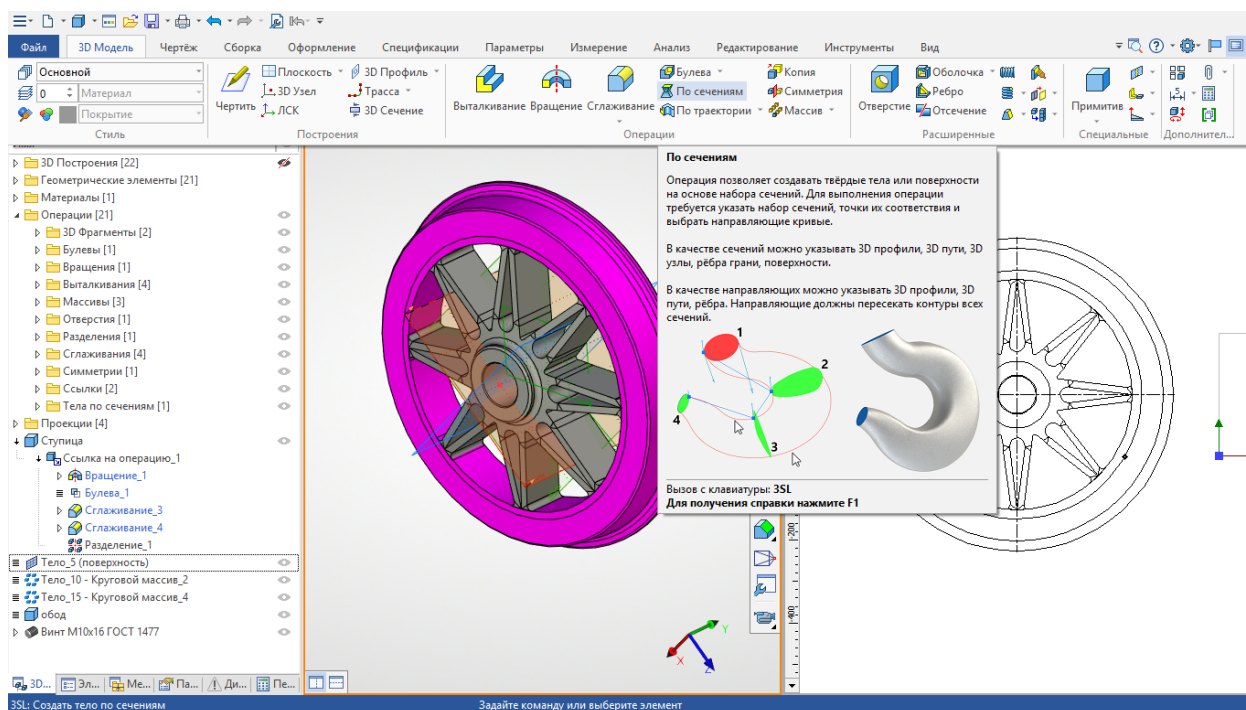 Файл 3D Модель Чертёж Сборка Оформление Спецификации Параметры Измерение Анализ Редактирование Инструменты Вид
Основной
0 Материал
Покрытие
Стиль
Чертить
Плоскость
3D Узел
ЛСК
3D Профиль
Трасса
3D Сечение
Построения
Выталкивание Вращение Сглаживание
Булева
По сечениям
По траектории
Копия
Симметрия
Массив
Операции
Отверстие
Оболочка
Ребро
Отсечение
Расширенные
Примитив
Специальные
Дополнител...
3D Построения [22]
Геометрические элементы [21]
Материалы [1]
Операции [21]
3D Фрагменты [2]
Булевы [1]
Вращения [1]
Выталкивания [4]
Массивы [3]
Отверстия [1]
Разделения [1]
Сглаживания [4]
Симметрии [1]
Ссылки [2]
Тела по сечениям [1]
Проекции [4]
Ступица
Ссылка на операцию_1
Вращение_1
Булева_1
Сглаживание_3
Сглаживание_4
Разделение_1
Тело_5 (поверхность)
Тело_10 - Круговой массив_2
Тело_15 - Круговой массив_4
обод
Винт М10х16 ГОСТ 1477
3D... Эл... Ме... Па... Ди... Пе...
По сечениям
Операция позволяет создавать твёрдые тела или поверхности
на основе набора сечений. Для выполнения операции
требуется указать набор сечений, точки их соответствия и
выбрать направляющие кривые.
В качестве сечений можно указывать 3D профили, 3D пути, 3D
узлы, рёбра грани, поверхности.
В качестве направляющих можно указывать 3D профили, 3D
пути, рёбра. Направляющие должны пересекать контуры всех
сечений.
1
2
4
3
Вызов с клавиатуры: 3SL
Для получения справки нажмите F1
-200
-400
X
Y
Z
3SL: Создать тело по сечениям
Задайте команду или выберите элемент